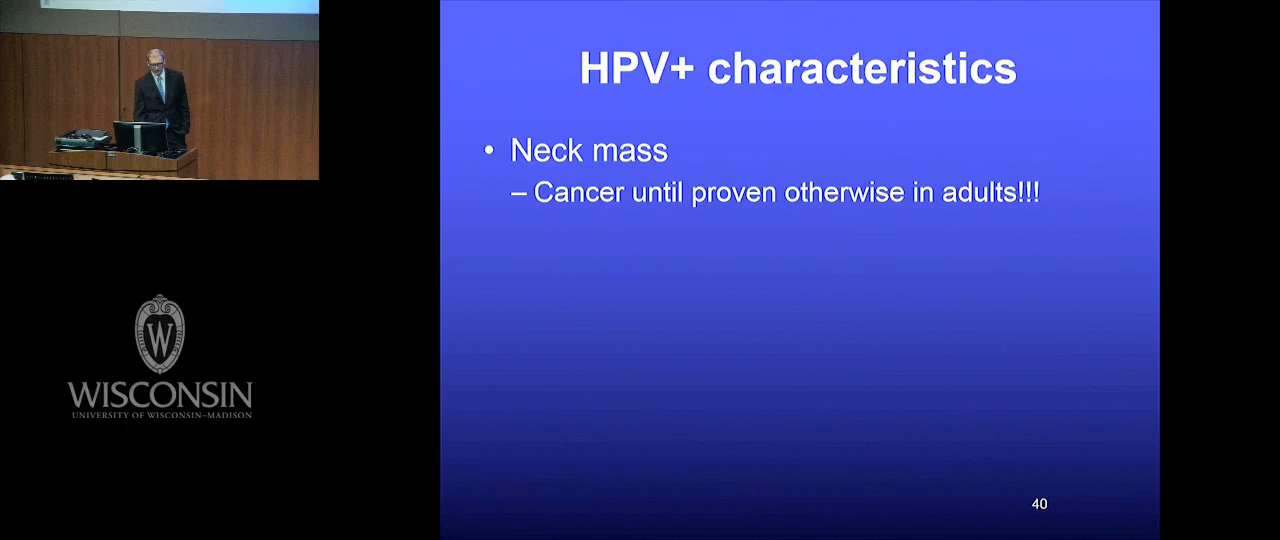 HPV+ characteristics
• Neck mass
– Cancer until proven otherwise in adults!!!
40
W
WISCONSIN
UNIVERSITY OF WISCONSIN–MADISON